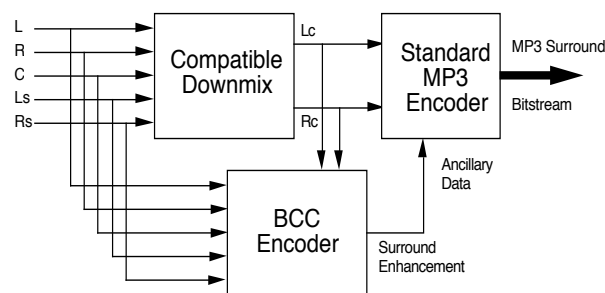 L
R
C
Ls
Rs
Compatible
Downmix
Lc
Rc
Standard
MP3
Encoder
MP3 Surround
Bitstream
BCC
Encoder
Ancillary
Data
Surround
Enhancement